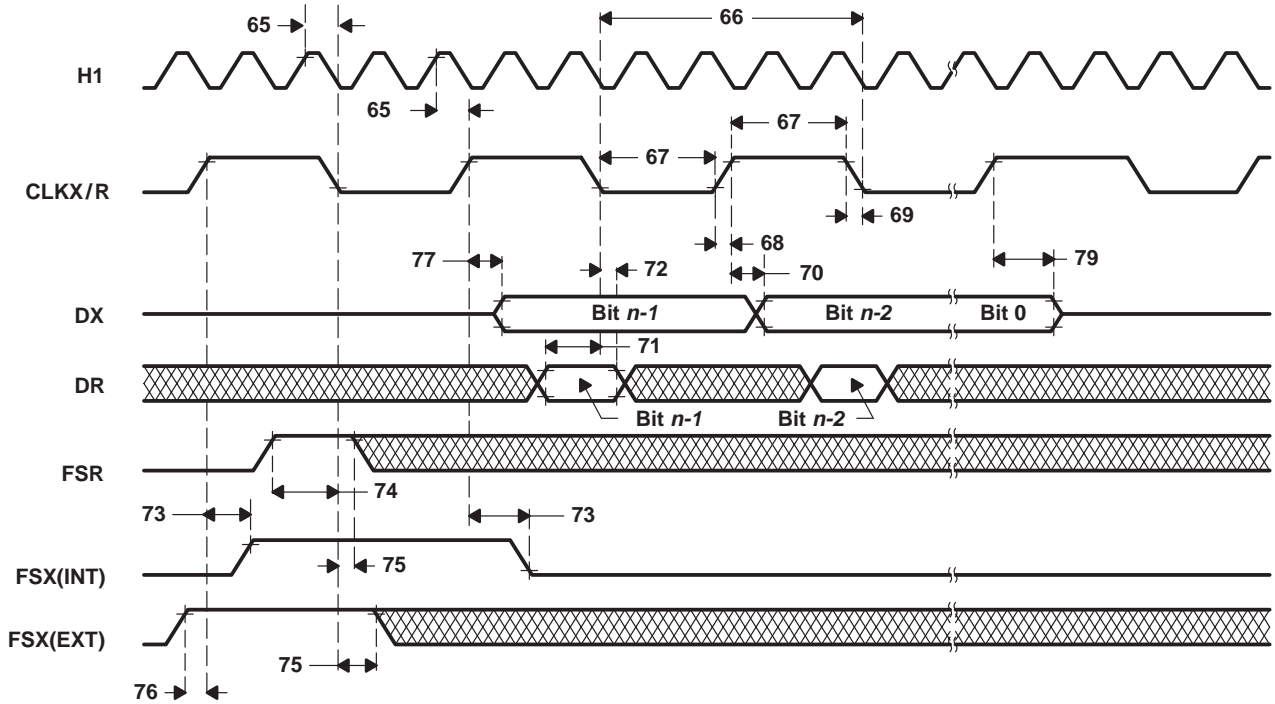 65
66
H1
65
67
67
CLKX/R
69
68
77
72
70
79
DX
Bit n-1
Bit n-2
Bit 0
71
DR
Bit n-1
Bit n-2
FSR
74
73
73
75
FSX(INT)
FSX(EXT)
75
76